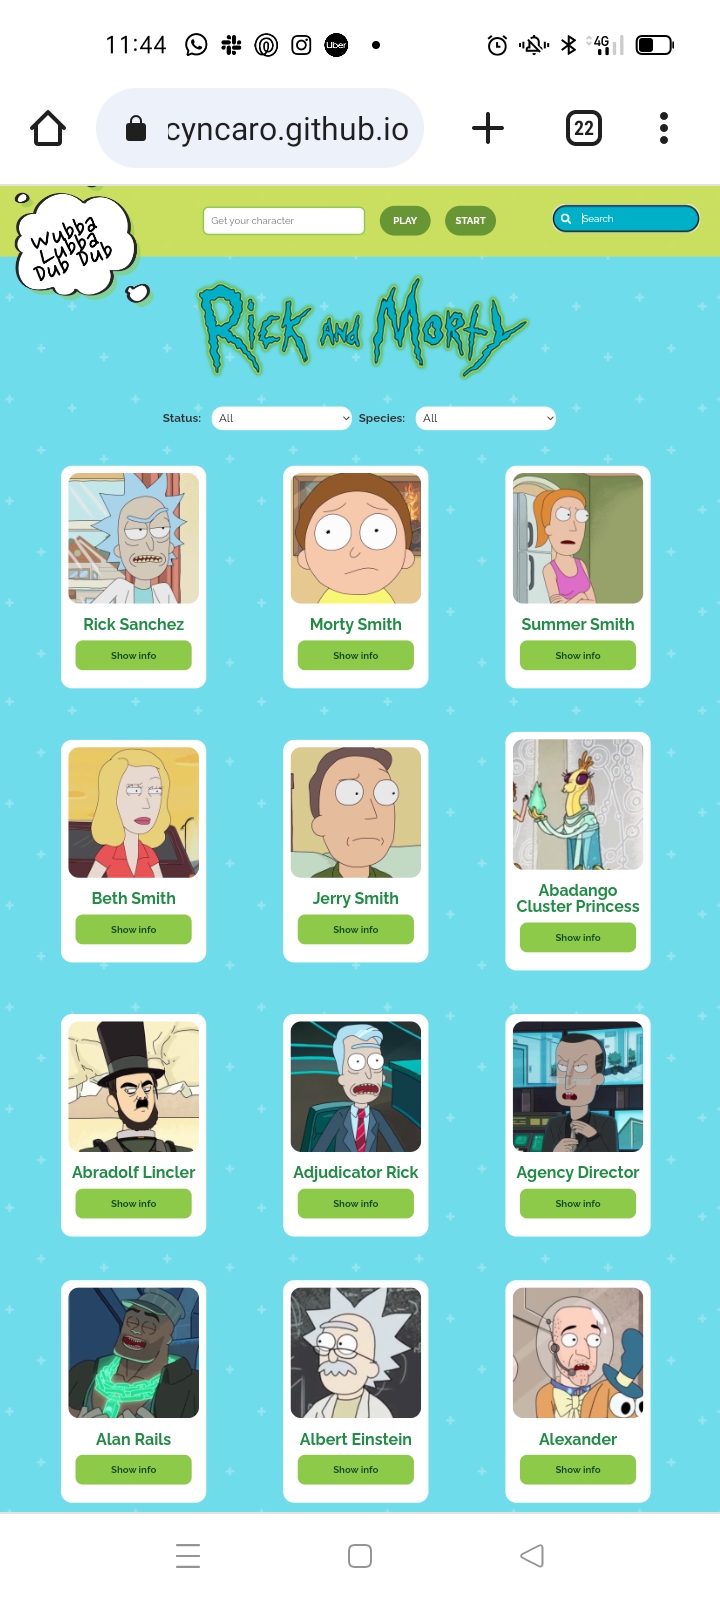 11:44
Uber
4G
cyncaro.github.io
22
Wubba
Lubba
Dub Dub
Get your character
PLAY
START
Search
Rick and Morty
Status: All Species: All
Rick Sanchez
Morty Smith
Summer Smith
Show info
Show info
Show info
Beth Smith
Jerry Smith
Abadango
Cluster Princess
Show info
Show info
Show info
Abradolf Lincler
Adjudicator Rick
Agency Director
Show info
Show info
Show info
Alan Rails
Albert Einstein
Alexander
Show info
Show info
Show info